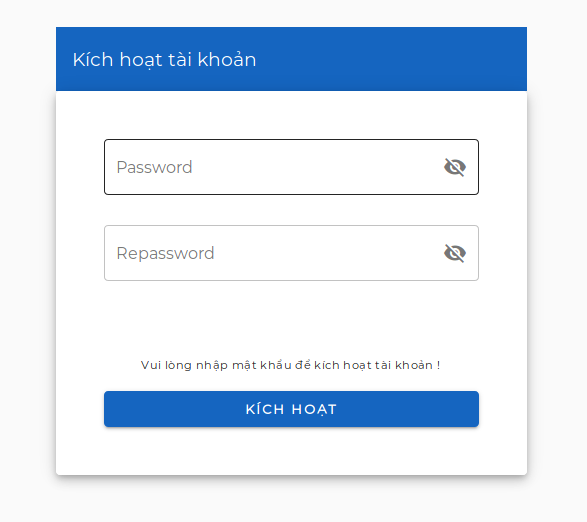 Kích hoạt tài khoản
Password
Repassword
Vui lòng nhập mật khẩu để kích hoạt tài khoản !
KÍCH HOẠT